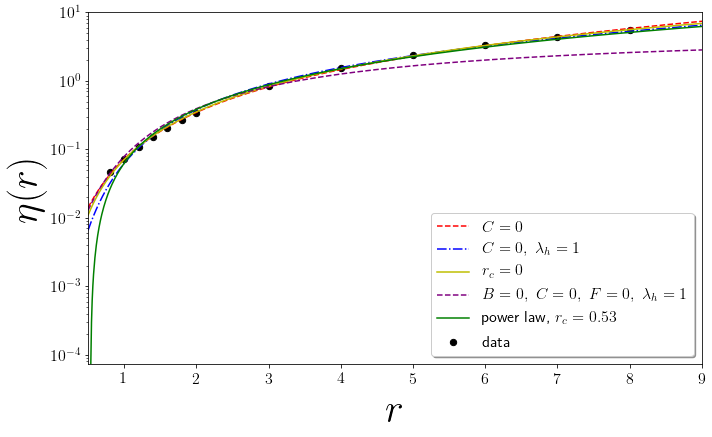 10^1
10^0
10^{-1}
10^{-2}
10^{-3}
10^{-4}
η(r)
C = 0
C = 0, λ_h = 1
r_c = 0
B = 0, C = 0, F = 0, λ_h = 1
power law, r_c = 0.53
data
1 2 3 4 5 6 7 8 9
r